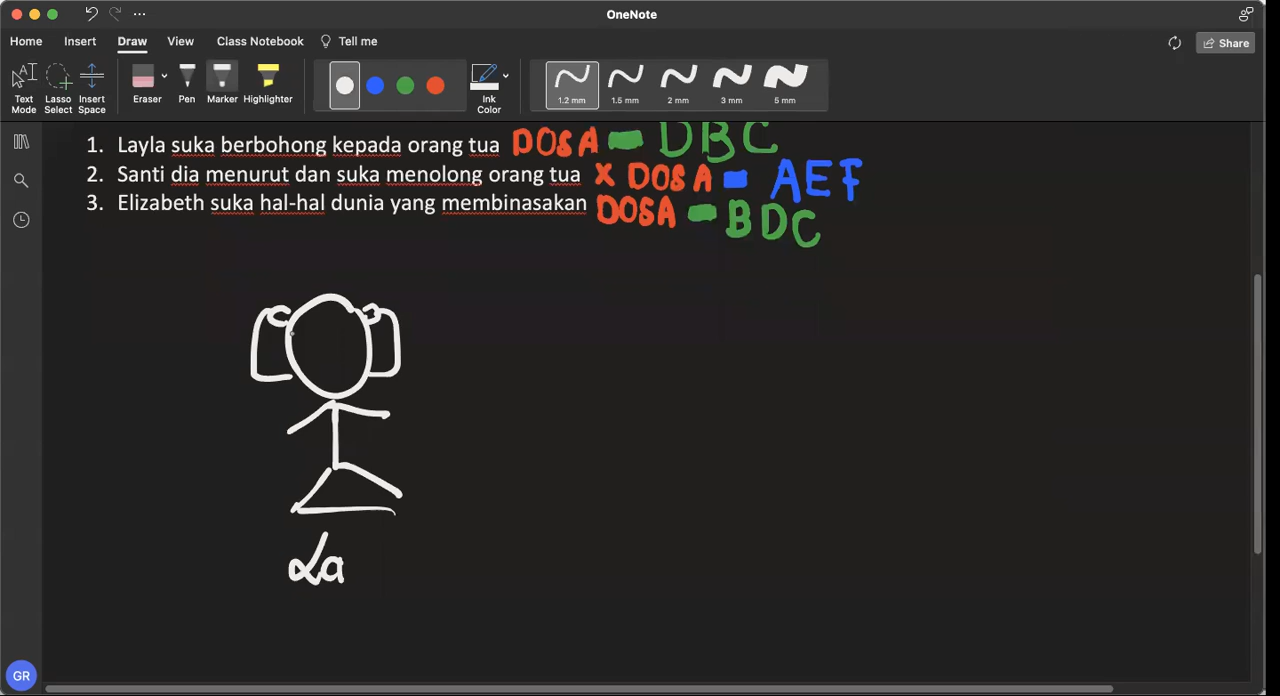 OneNote
Home Insert Draw View Class Notebook Tell me Share
Text Mode Lasso Select Insert Space Eraser Pen Marker Highlighter Ink Color 1.2 mm 1.5 mm 2 mm 3 mm 5 mm
1. Layla suka berbohong kepada orang tua DOSA - DBC
2. Santi dia menurut dan suka menolong orang tua X DOSA - AEF
3. Elizabeth suka hal-hal dunia yang membinasakan DOSA - BDC
La
GR